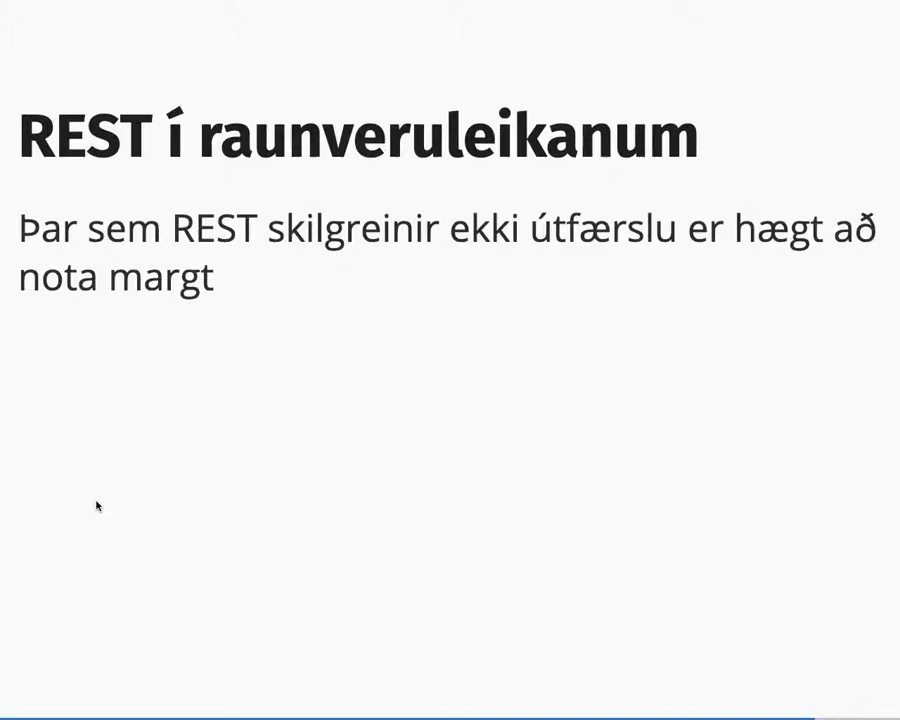 REST í raunveruleikanum
Þar sem REST skilgreinir ekki útfærslu er hægt að
nota margt